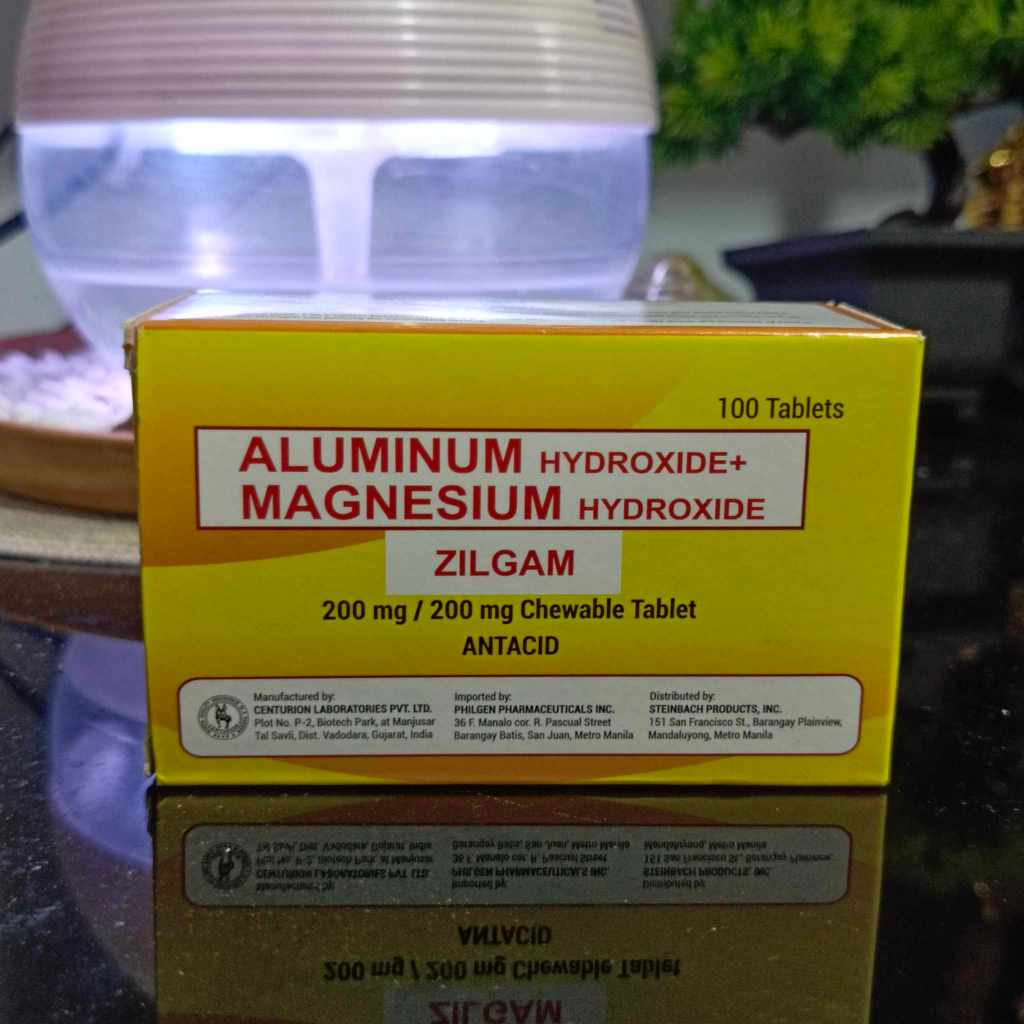 100 Tablets
ALUMINUM HYDROXIDE+
MAGNESIUM HYDROXIDE
ZILGAM
200 mg / 200 mg Chewable Tablet
ANTACID
Manufactured by:
CENTURION LABORATORIES PVT. LTD.
Plot No. P-2, Biotech Park, at Manjusar
Tal Savli, Dist. Vadodara, Gujarat, India
Imported by:
PHILGEN PHARMACEUTICALS INC.
36 F. Manalo cor. R. Pascual Street
Barangay Batis, San Juan, Metro Manila
Distributed by:
STEINBACH PRODUCTS, INC.
151 San Francisco St., Barangay Plainview,
Mandaluyong, Metro Manila